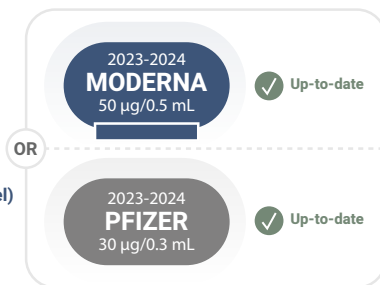 2023-2024
MODERNA
50 µg/0.5 mL
Up-to-date
OR
el)
2023-2024
PFIZER
30 µg/0.3 mL
Up-to-date